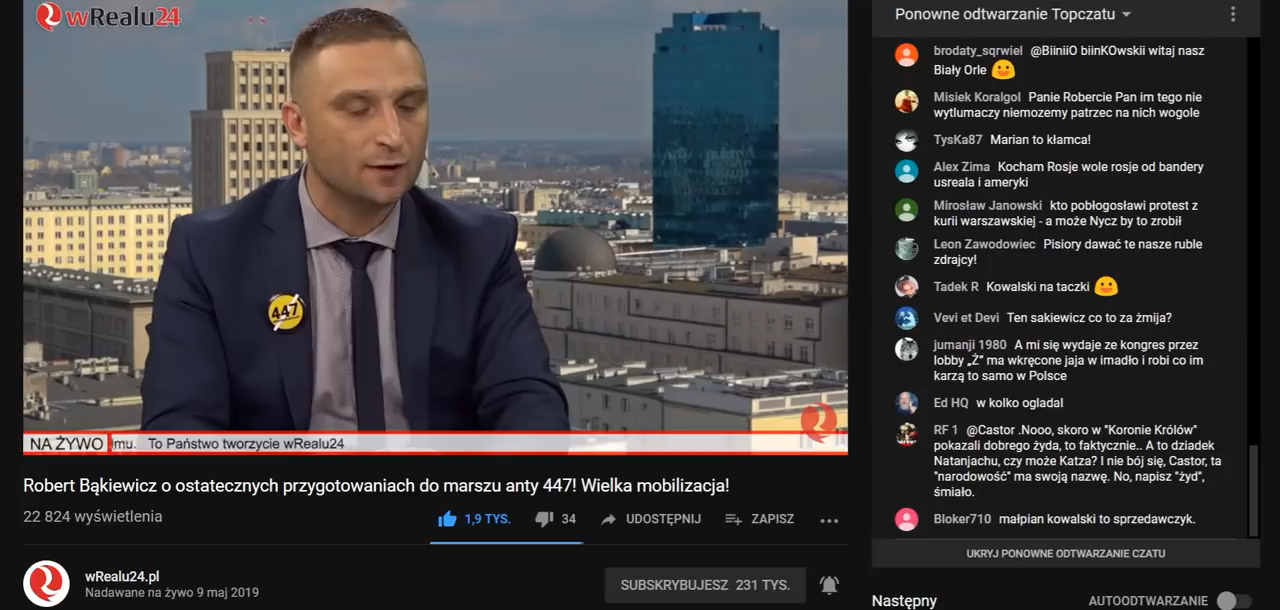 wRealu24
447
NA ŻYWO
mu. To Państwo tworzycie wRealu24
Robert Bąkiewicz o ostatecznych przygotowaniach do marszu anty 447! Wielka mobilizacja!
22 824 wyświetlenia
1,9 TYS.
34
UDOSTĘPNIJ
ZAPISZ
wRealu24.pl
Nadawane na żywo 9 maj 2019
SUBSKRYBUJESZ 231 TYS.
Ponowne odtwarzanie Topczatu
brodaty_sqrwiel @BiiniiO biinKOwskii witaj nasz
Biały Orle
Misiek Koralgol Panie Robercie Pan im tego nie
wytlumaczy niemozemy patrzec na nich wogole
TysKa87 Marian to kłamca!
Alex Zima Kocham Rosje wole rosje od bandery
usreala i ameryki
Mirosław Janowski kto pobłogosławi protest z
kurii warszawskiej - a może Nycz by to zrobił
Leon Zawodowiec Pisiory dawać te nasze ruble
zdrajcy!
Tadek R Kowalski na taczki
Vevi et Devi Ten sakiewicz co to za żmija?
jumanji 1980 A mi się wydaje ze kongres przez
lobby „Ż” ma wkręcone jaja w imadło i robi co im
karzą to samo w Polsce
Ed HQ w kolko ogladal
RF 1 @Castor .Nooo, skoro w "Koronie Królów"
pokazali dobrego żyda, to faktycznie.. A to dziadek
Natanjachu, czy może Katza? I nie bój się, Castor, ta
"narodowość" ma swoją nazwę. No, napisz "żyd",
śmiało.
Bloker710 małpian kowalski to sprzedawczyk.
UKRYJ PONOWNE ODTWARZANIE CZATU
Następny
AUTOODTWARZANIE